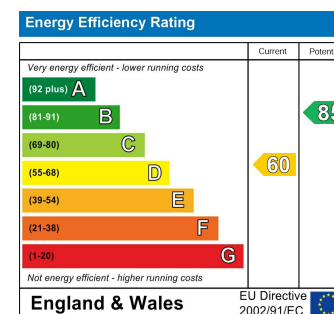 Energy Efficiency Rating
Current Potent
Very energy efficient - lower running costs
(92 plus) A
(81-91) B
85
(69-80) C
(55-68) D
60
(39-54) E
(21-38) F
(1-20) G
Not energy efficient - higher running costs
England & Wales
EU Directive
2002/91/EC